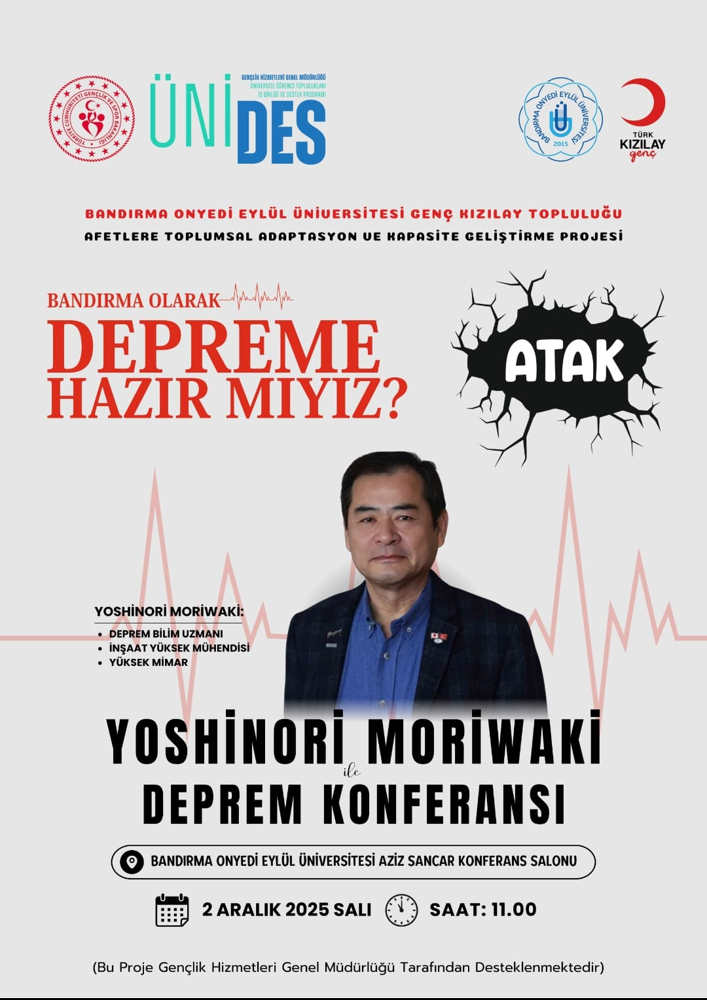 TÜRKİYE CUMHURİYETİ GENÇLİK VE SPOR BAKANLIĞI
ÜNİ
DES
GENÇLİK HİZMETLERİ GENEL MÜDÜRLÜĞÜ
ÜNİVERSİTE ÖĞRENCİ TOPLULUKLARI
İŞ BİRLİĞİ VE DESTEK PROGRAMI
BANDIRMA ONYEDİ EYLÜL ÜNİVERSİTESİ
2015
TÜRK
KIZILAY
genç
BANDIRMA ONYEDİ EYLÜL ÜNİVERSİTESİ GENÇ KIZILAY TOPLULUĞU
AFETLERE TOPLUMSAL ADAPTASYON VE KAPASİTE GELİŞTİRME PROJESİ
BANDIRMA OLARAK
DEPREME
HAZIR MIYIZ?
ATAK
YOSHİNORİ MORİWAKİ:
• DEPREM BİLİM UZMANI
• İNŞAAT YÜKSEK MÜHENDİSİ
• YÜKSEK MİMAR
YOSHİNORİ MORİWAKİ
ile
DEPREM KONFERANSI
BANDIRMA ONYEDİ EYLÜL ÜNİVERSİTESİ AZİZ SANCAR KONFERANS SALONU
2 ARALIK 2025 SALI
SAAT: 11.00
(Bu Proje Gençlik Hizmetleri Genel Müdürlüğü Tarafından Desteklenmektedir)